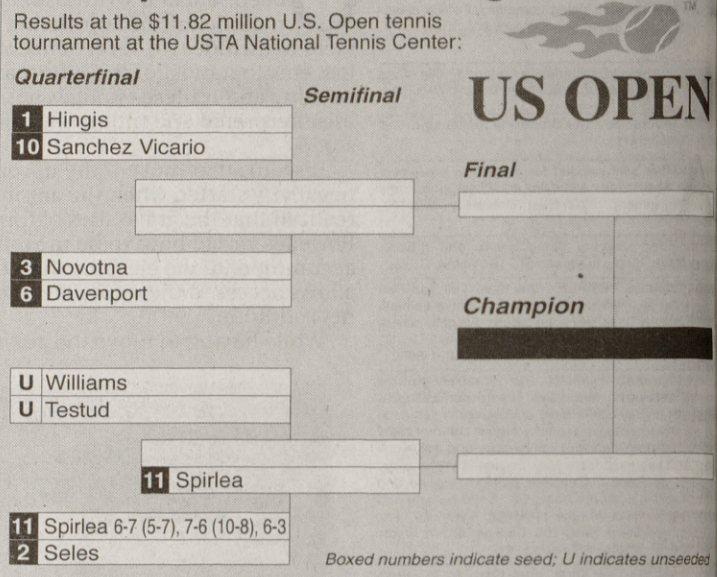 Results at the $11.82 million U.S. Open tennis
tournament at the USTA National Tennis Center:
TM
US OPEN
Quarterfinal
Semifinal
1 Hingis
10 Sanchez Vicario
Final
3 Novotna
6 Davenport
Champion
U Williams
U Testud
11 Spirlea
11 Spirlea 6-7 (5-7), 7-6 (10-8), 6-3
2 Seles
Boxed numbers indicate seed; U indicates unseeded